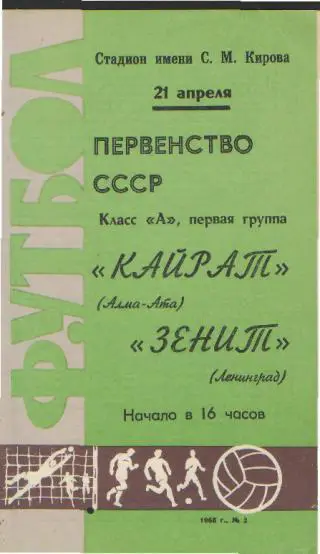 ФУТБОЛ
Стадион имени С. М. Кирова
21 апреля
ПЕРВЕНСТВО
СССР
Класс «А», первая группа
«КАЙРАТ»
(Алма-Ата)
«ЗЕНИТ»
(Ленинград)
Начало в 16 часов
1968 г., № 2